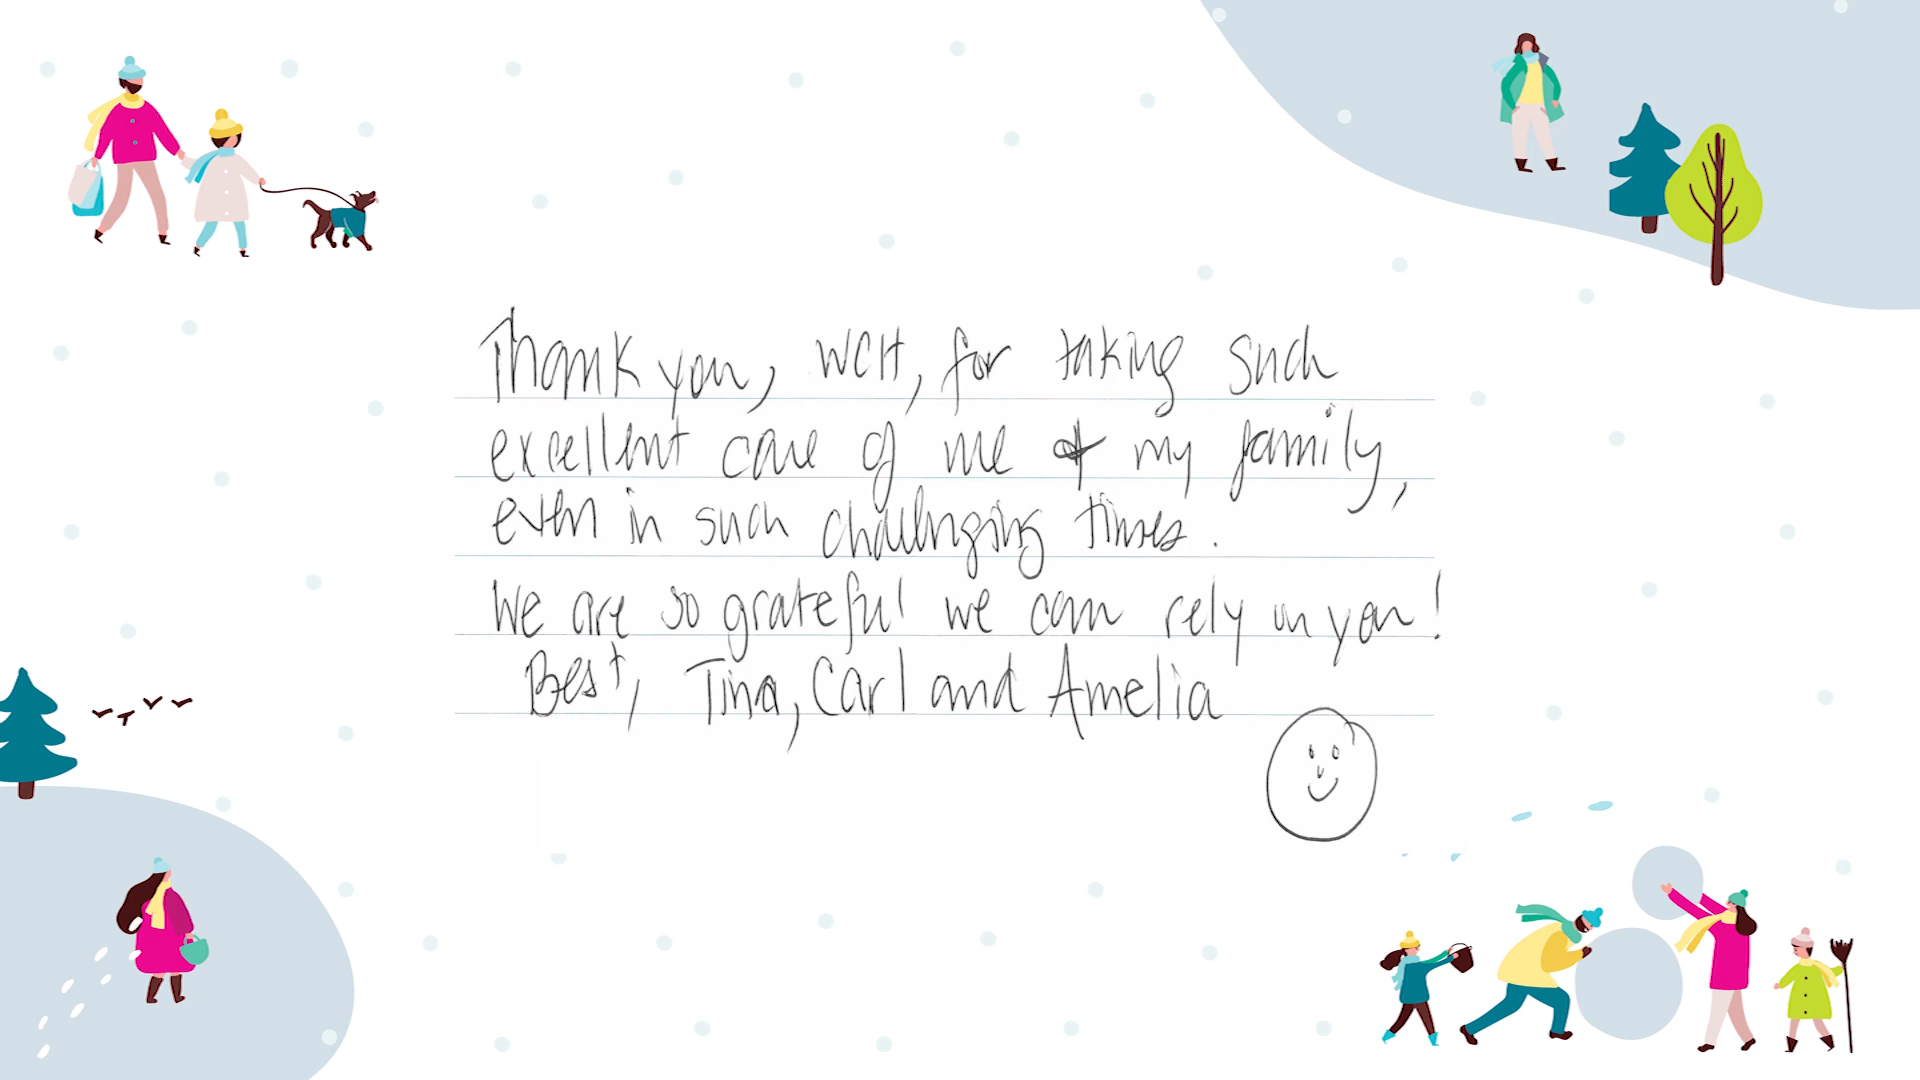 Thank you, WCH, for taking such
excellent care of me & my family,
even in such challenging times.
We are so grateful we can rely on you!
Best, Tina, Carl and Amelia